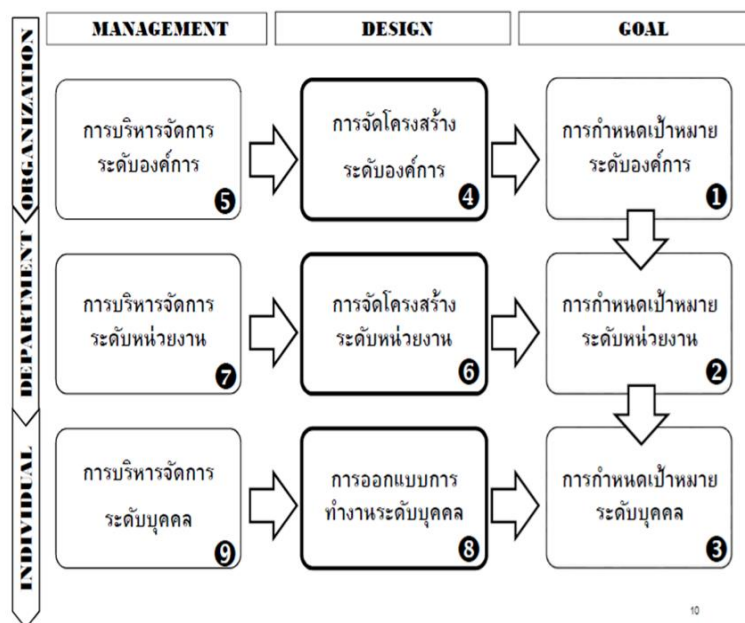 MANAGEMENT
DESIGN
GOAL
ORGANIZATION
การบริหารจัดการ
ระดับองค์การ
❺
การจัดโครงสร้าง
ระดับองค์การ
❹
การกำหนดเป้าหมาย
ระดับองค์การ
❶
DEPARTMENT
การบริหารจัดการ
ระดับหน่วยงาน
❼
การจัดโครงสร้าง
ระดับหน่วยงาน
❻
การกำหนดเป้าหมาย
ระดับหน่วยงาน
❷
INDIVIDUAL
การบริหารจัดการ
ระดับบุคคล
❾
การออกแบบการ
ทำงานระดับบุคคล
❽
การกำหนดเป้าหมาย
ระดับบุคคล
❸
10